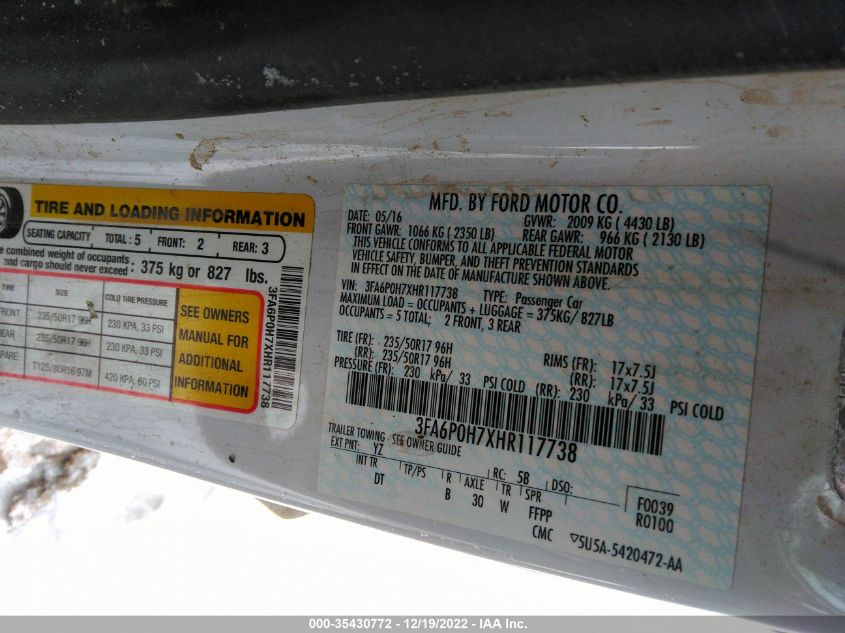 TIRE AND LOADING INFORMATION
SEATING CAPACITY TOTAL: 5 FRONT: 2 REAR: 3
combined weight of occupants
and cargo should never exceed: 375 kg or 827 lbs.
SIZE COLD TIRE PRESSURE
FRONT 235/50R17 96H 230 KPA, 33 PSI
REAR 235/50R17 96H 230 KPA, 33 PSI
SPARE T125/80R16 97M 420 KPA, 60 PSI
SEE OWNERS
MANUAL FOR
ADDITIONAL
INFORMATION
3FA6P0H7XHR117738
MFD. BY FORD MOTOR CO.
DATE: 05/16 GVWR: 2009 KG ( 4430 LB)
FRONT GAWR: 1066 KG ( 2350 LB) REAR GAWR: 966 KG ( 2130 LB)
THIS VEHICLE CONFORMS TO ALL APPLICABLE FEDERAL MOTOR
VEHICLE SAFETY, BUMPER, AND THEFT PREVENTION STANDARDS
IN EFFECT ON THE DATE OF MANUFACTURE SHOWN ABOVE.
VIN: 3FA6P0H7XHR117738 TYPE: Passenger Car
MAXIMUM LOAD = OCCUPANTS + LUGGAGE = 375KG/ 827LB
OCCUPANTS = 5 TOTAL; 2 FRONT, 3 REAR
TIRE (FR): 235/50R17 96H RIMS (FR): 17x7.5J
(RR): 235/50R17 96H (RR): 17x7.5J
PRESSURE (FR): 230 kPa/ 33 PSI COLD (RR): 230 kPa/ 33 PSI COLD
3FA6P0H7XHR117738
TRAILER TOWING - SEE OWNER GUIDE
EXT PNT: YZ RC: 58 DSO:
INT TR TP/PS R AXLE TR SPR F0039
DT B 30 W FFPP R0100
CMC ▽5U5A-5420472-AA
000-35430772 - 12/19/2022 - IAA Inc.